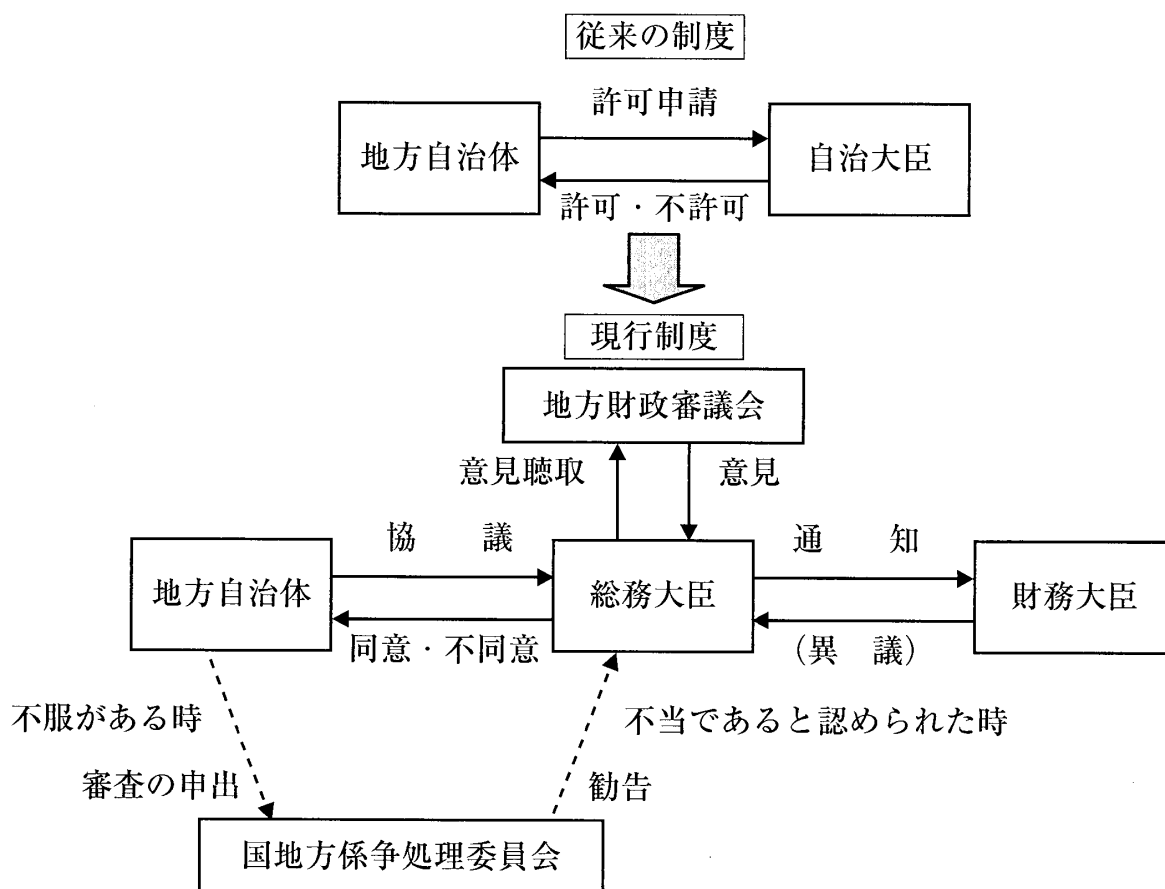 従来の制度
許可申請
地方自治体
自治大臣
許可・不許可
現行制度
地方財政審議会
意見聴取
意見
協 議
通 知
地方自治体
総務大臣
財務大臣
同意・不同意
(異 議)
不服がある時
不当であると認められた時
審査の申出
勧告
国地方係争処理委員会